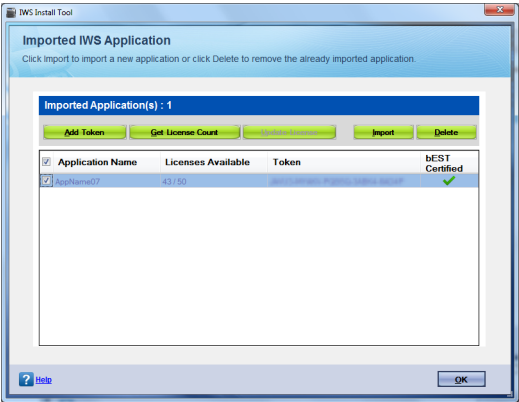 IWS Install Tool
Imported IWS Application
Click Import to import a new application or click Delete to remove the already imported application.
Imported Application(s) : 1
Add Token Get License Count Update License Import Delete
Application Name Licenses Available Token bEST Certified
AppName07 43 / 50
? Help OK